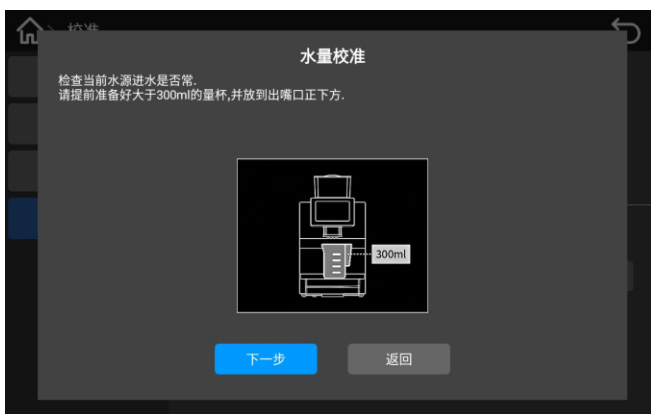 校准
水量校准
检查当前水源进水是否常.
请提前准备好大于300ml的量杯,并放到出嘴口正下方.
300ml
下一步
返回